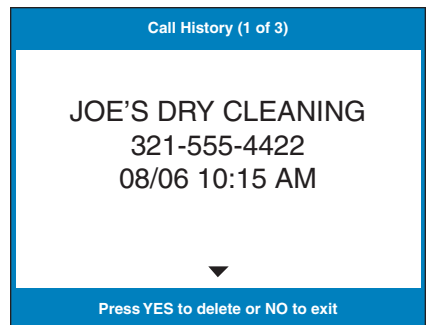 Call History (1 of 3)
JOE'S DRY CLEANING
321-555-4422
08/06 10:15 AM
Press YES to delete or NO to exit